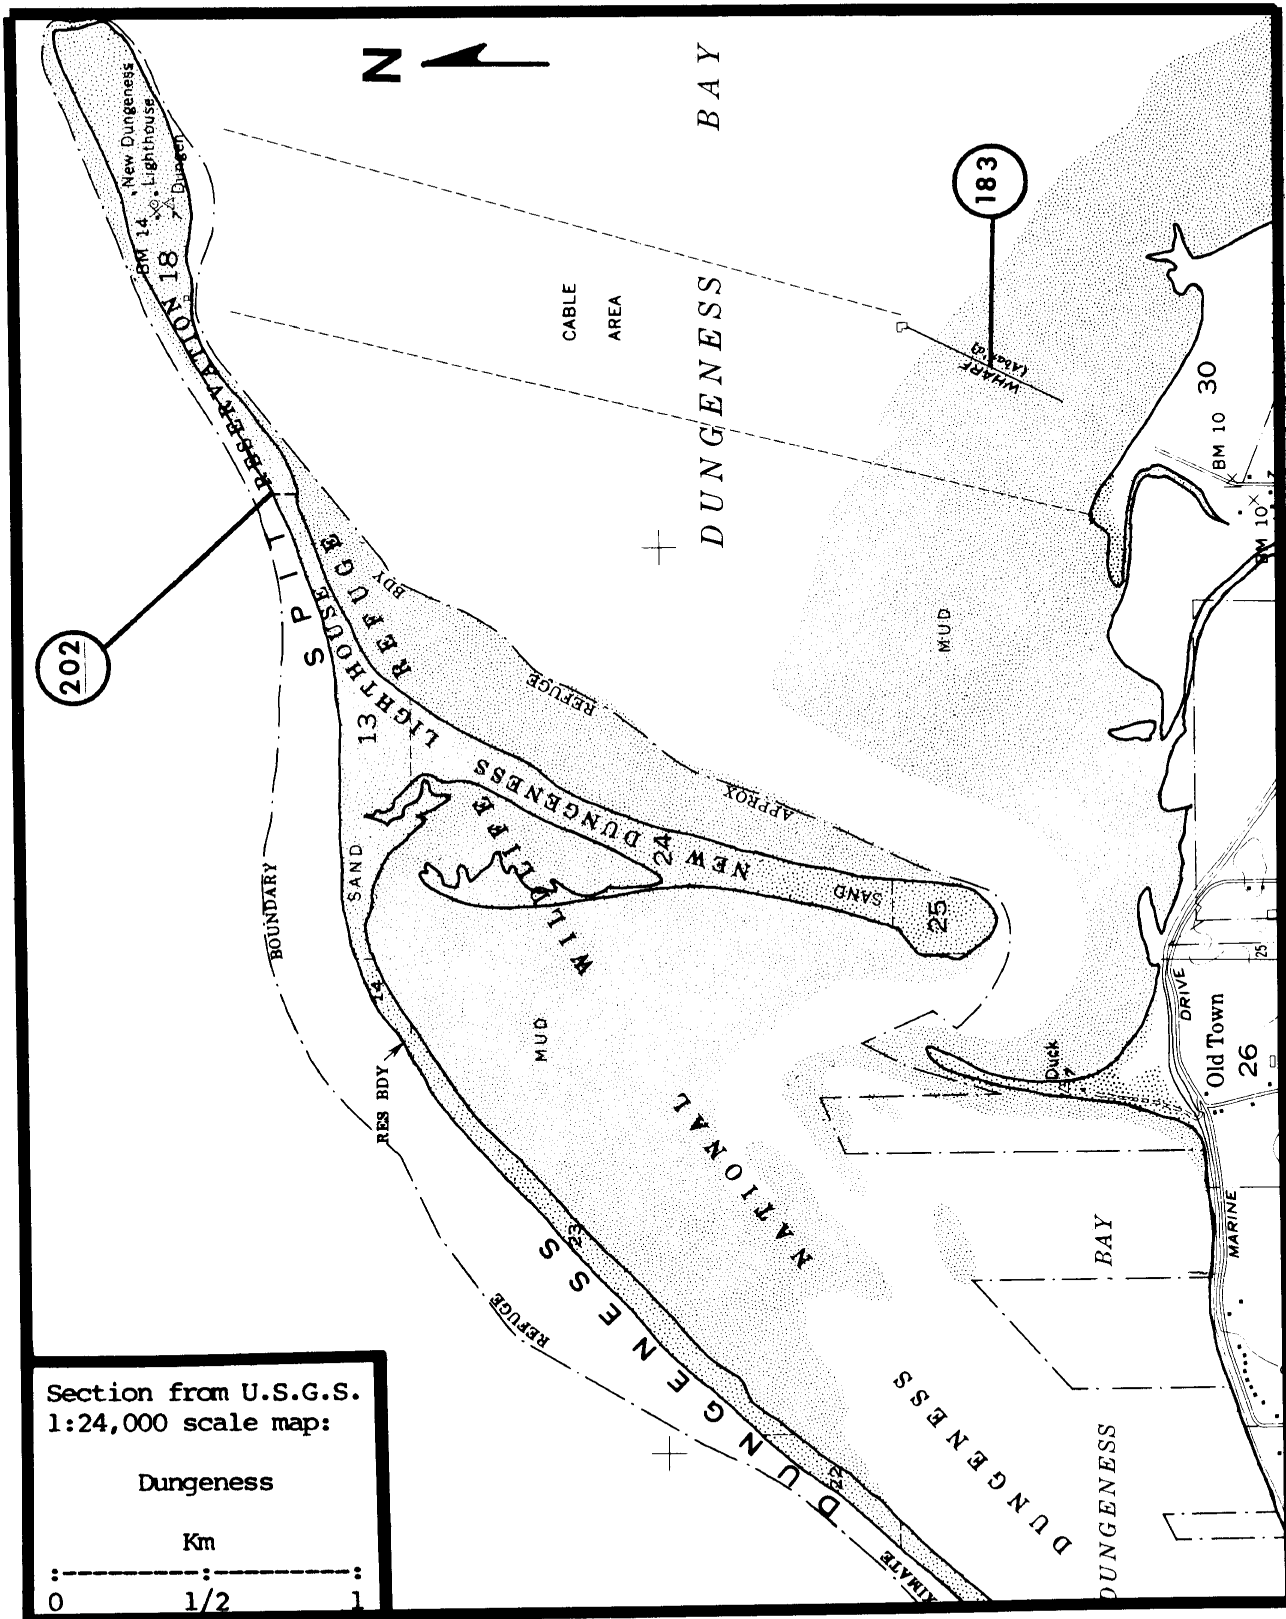 N
New Dungeness
Lighthouse
Dungen
BM 14
18
RESERVATION
BAY
183
CABLE
AREA
DUNGENESS
WHARF
30
BM 10
BM 10
202
SPIT
LIGHTHOUSE
REFUGE
BDY
REFUGE
MUD
13
NEW DUNGENESS
WILDLIFE
24
APPROX
SAND
BOUNDARY
SAND
25
14
MUD
RES BDY
NATIONAL
Duck
DRIVE
Old Town
26
25
23
DUNGENESS
REFUGE
BAY
MARINE
DUNGENESS
DUNGENESS
22
XIMATE
Section from U.S.G.S.
1:24,000 scale map:
Dungeness
Km
0 1/2 1